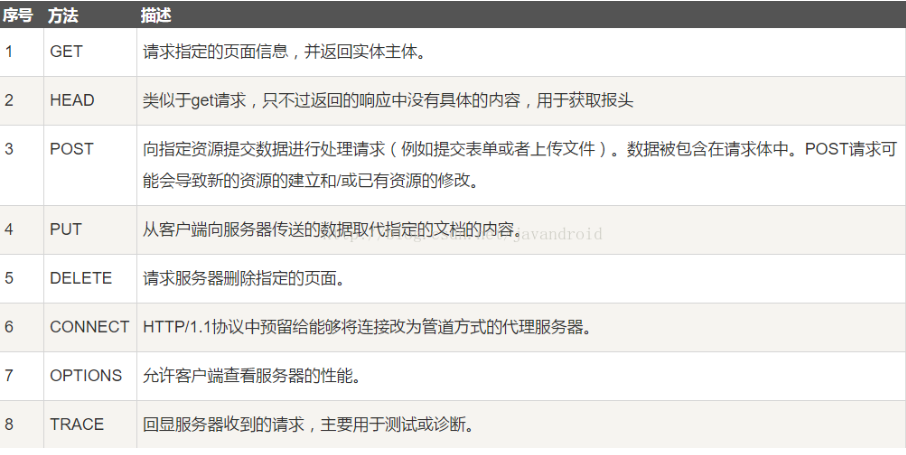 序号 方法 描述
1 GET 请求指定的页面信息，并返回实体主体。
2 HEAD 类似于get请求，只不过返回的响应中没有具体的内容，用于获取报头
3 POST 向指定资源提交数据进行处理请求（例如提交表单或者上传文件）。数据被包含在请求体中。POST请求可
能会导致新的资源的建立和/或已有资源的修改。
4 PUT 从客户端向服务器传送的数据取代指定的文档的内容。
5 DELETE 请求服务器删除指定的页面。
6 CONNECT HTTP/1.1协议中预留给能够将连接改为管道方式的代理服务器。
7 OPTIONS 允许客户端查看服务器的性能。
8 TRACE 回显服务器收到的请求，主要用于测试或诊断。